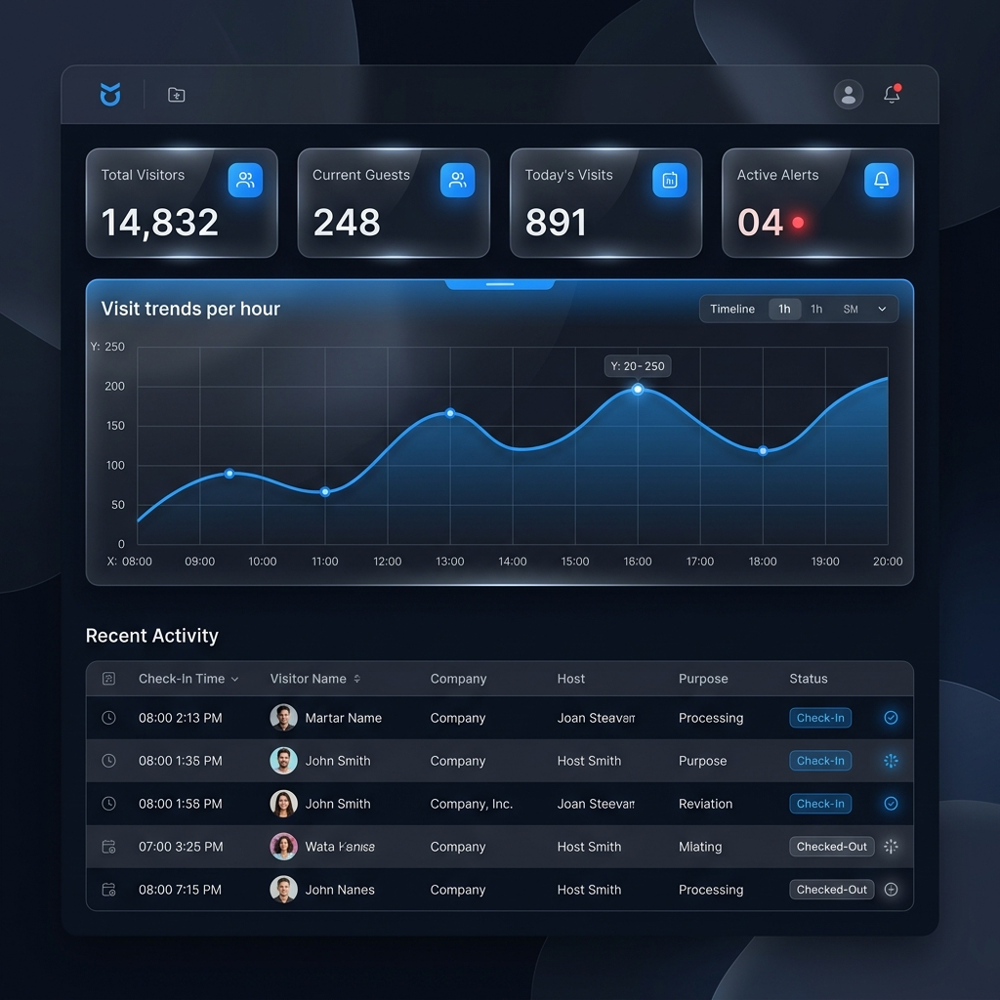 Total Visitors
14,832
Current Guests
248
Today's Visits
891
Active Alerts
04
Visit trends per hour
Timeline 1h 1h SM
Y: 250
200
150
100
50
0
Y: 20-250
X: 08:00 09:00 10:00 11:00 12:00 13:00 14:00 15:00 16:00 17:00 18:00 19:00 20:00
Recent Activity
Check-In Time Visitor Name Company Host Purpose Status
08:00 2:13 PM Martar Name Company Joan Processing Check-In
08:00 1:35 PM John Smith Company Host Smith Purpose Check-In
08:00 1:58 PM John Smith Company, Inc. Joan Reviation Check-In
07:00 3:25 PM Wata Company Host Smith Miating Checked-Out
08:00 7:15 PM John Nanes Company Host Smith Processing Checked-Out